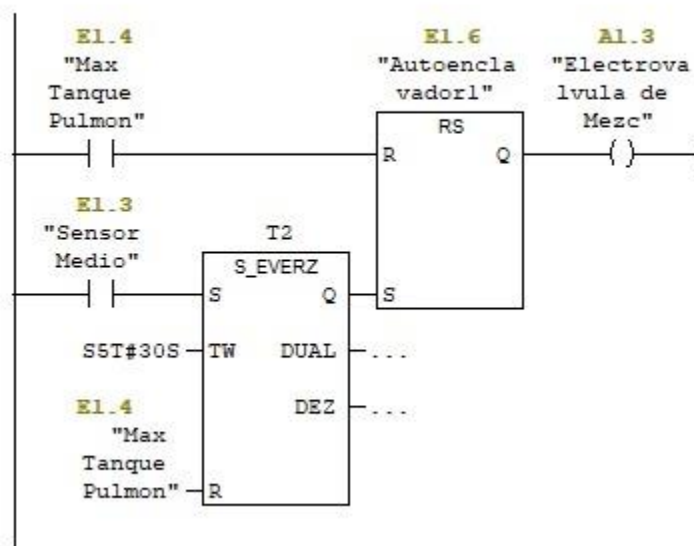 E1.4
"Max
Tanque
Pulmon"
E1.6
"Autoencla
vador1"
A1.3
"Electrova
lvula de
Mezc"
RS
R Q
E1.3
"Sensor
Medio"
T2
S_EVERZ
S Q S
S5T#30S TW DUAL ...
DEZ ...
E1.4
"Max
Tanque
Pulmon" R